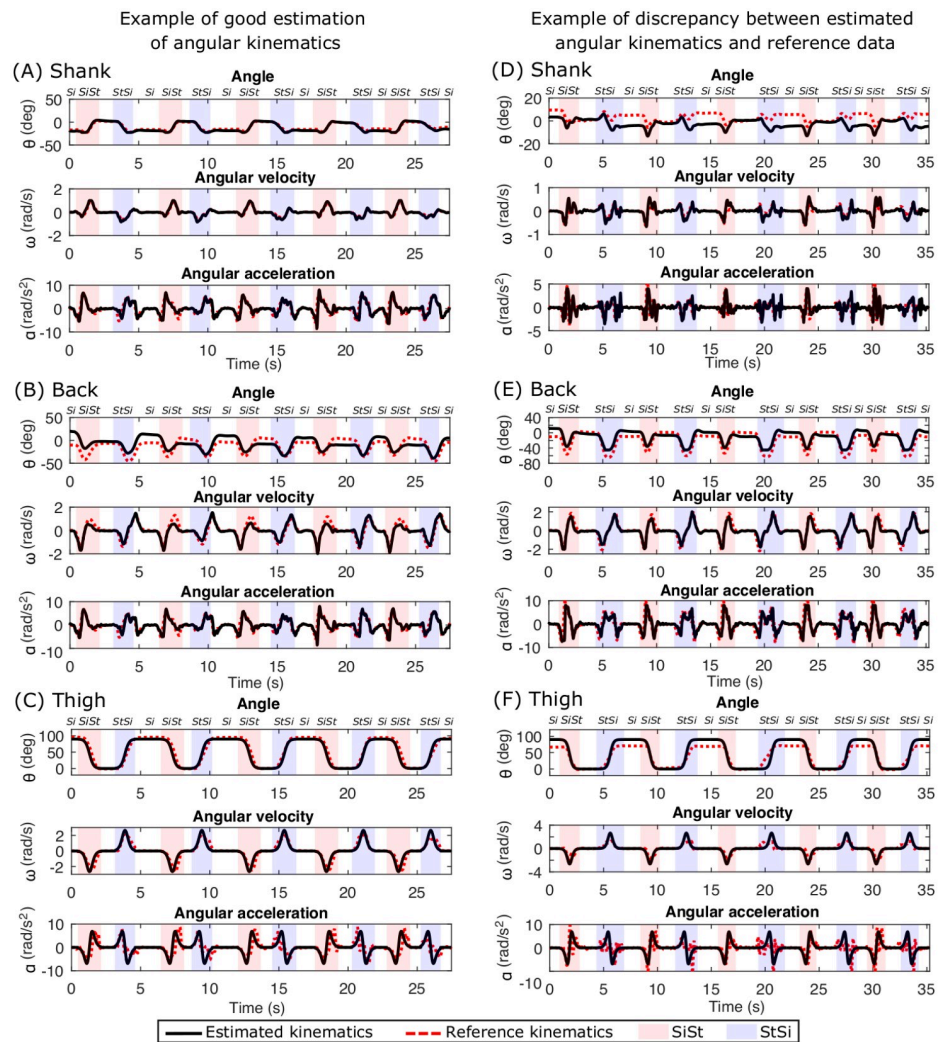 Example of good estimation
of angular kinematics
(A) Shank
Angle
Si SiSt StSi Si SiSt StSi Si SiSt StSi Si SiSt StSi Si SiSt StSi Si
θ (deg)
50
0
-50
0 5 10 15 20 25
Angular velocity
ω (rad/s)
2
0
-2
0 5 10 15 20 25
Angular acceleration
α (rad/s²)
10
0
-10
0 5 10 15 20 25
Time (s)
(B) Back
Angle
Si SiSt StSi Si SiSt StSi Si SiSt StSi Si SiSt StSi Si SiSt StSi Si
θ (deg)
50
0
-50
0 5 10 15 20 25
Angular velocity
ω (rad/s)
2
0
-2
0 5 10 15 20 25
Angular acceleration
α (rad/s²)
10
0
-10
0 5 10 15 20 25
Time (s)
(C) Thigh
Angle
Si SiSt StSi Si SiSt StSi Si SiSt StSi Si SiSt StSi Si SiSt StSi Si
θ (deg)
100
50
0
0 5 10 15 20 25
Angular velocity
ω (rad/s)
2
0
-2
0 5 10 15 20 25
Angular acceleration
α (rad/s²)
10
0
-10
0 5 10 15 20 25
Time (s)
Example of discrepancy between estimated
angular kinematics and reference data
(D) Shank
Angle
Si SiSt StSi Si SiSt StSi Si SiSt StSi Si SiSt StSi Si SiSt StSi Si
θ (deg)
20
0
-20
0 5 10 15 20 25 30 35
Angular velocity
ω (rad/s)
1
0
-1
0 5 10 15 20 25 30 35
Angular acceleration
α (rad/s²)
5
0
-5
0 5 10 15 20 25 30 35
Time (s)
(E) Back
Angle
Si SiSt StSi Si SiSt StSi Si SiSt StSi Si SiSt StSi Si SiSt StSi Si
θ (deg)
40
0
-40
-80
0 5 10 15 20 25 30 35
Angular velocity
ω (rad/s)
2
0
-2
0 5 10 15 20 25 30 35
Angular acceleration
α (rad/s²)
10
0
-10
0 5 10 15 20 25 30 35
Time (s)
(F) Thigh
Angle
Si SiSt StSi Si SiSt StSi Si SiSt StSi Si SiSt StSi Si SiSt StSi Si
θ (deg)
100
50
0
0 5 10 15 20 25 30 35
Angular velocity
ω (rad/s)
4
0
-4
0 5 10 15 20 25 30 35
Angular acceleration
α (rad/s²)
10
0
-10
0 5 10 15 20 25 30 35
Time (s)
Estimated kinematics Reference kinematics SiSt StSi